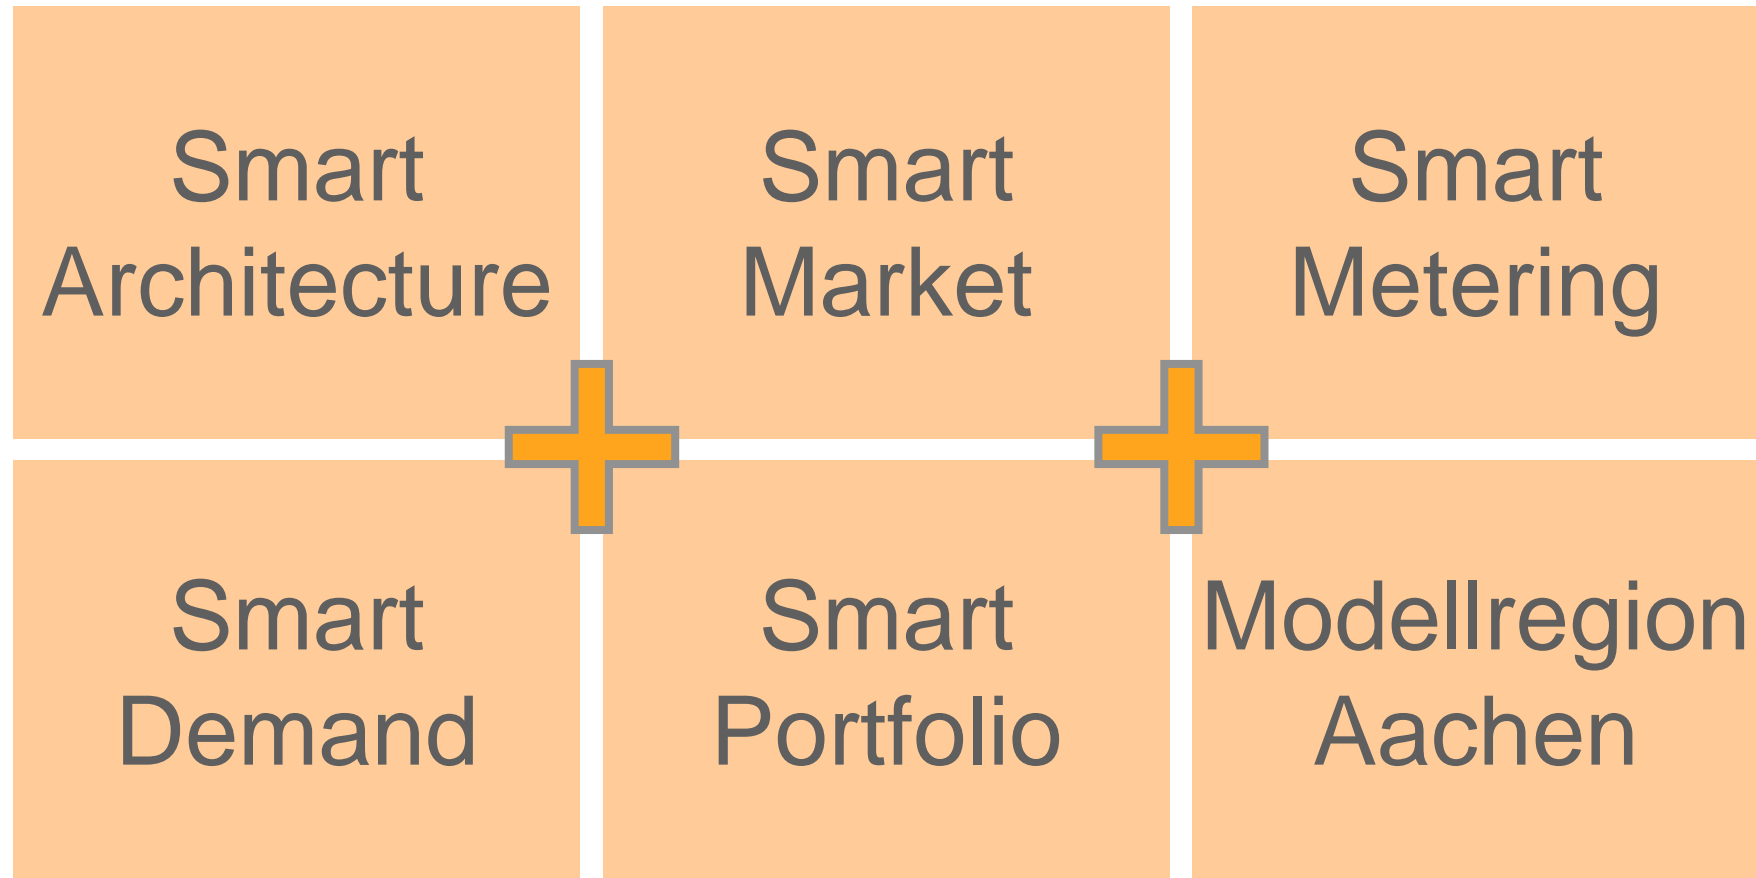 Smart
Architecture
Smart
Market
Smart
Metering
Smart
Demand
Smart
Portfolio
Modellregion
Aachen